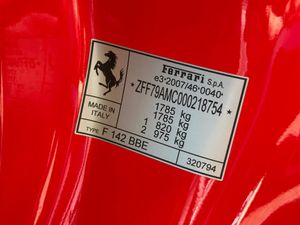 Ferrari S.p.A.
e3*2007/46*0040*
*ZFF79AMC000218754*
1785 kg
1785 kg
1 820 kg
2 975 kg
MADE IN
ITALY
TYPE F 142 BBE
320794